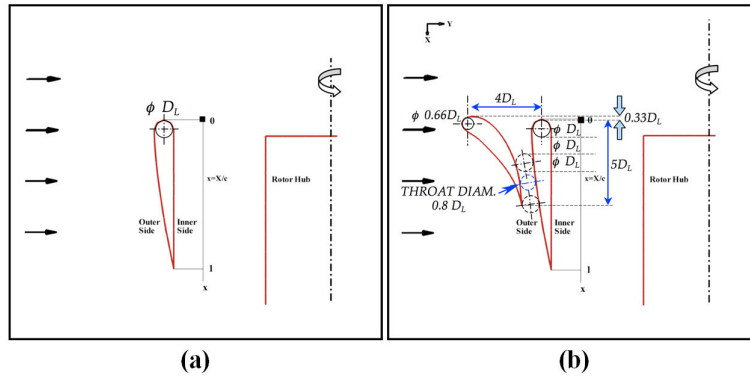 ϕ D_L
0
x=X/c
Rotor Hub
Outer
Side
Inner
Side
1
x
(a)
Y
X
4D_L
ϕ 0.66D_L
0
0.33D_L
ϕ D_L
ϕ D_L
ϕ D_L
5D_L
x=X/c
THROAT DIAM.
0.8 D_L
Rotor Hub
Outer
Side
Inner
Side
1
x
(b)